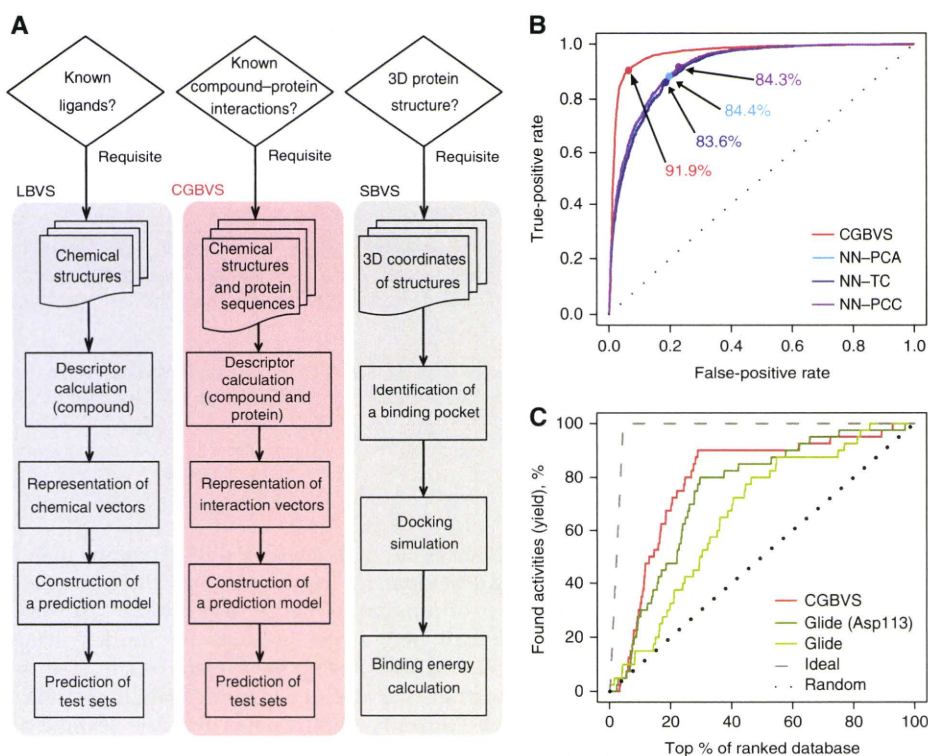 A
Known
ligands?
Requisite
LBVS
Chemical
structures
Descriptor
calculation
(compound)
Representation of
chemical vectors
Construction of
a prediction model
Prediction of
test sets
Known
compound–protein
interactions?
Requisite
CGBVS
Chemical
structures
and protein
sequences
Descriptor
calculation
(compound and
protein)
Representation of
interaction vectors
Construction of
a prediction model
Prediction of
test sets
3D protein
structure?
Requisite
SBVS
3D coordinates
of structures
Identification of
a binding pocket
Docking
simulation
Binding energy
calculation
B
True-positive rate
1.0
0.8
0.6
0.4
0.2
0.0
84.3%
84.4%
83.6%
91.9%
CGBVS
NN–PCA
NN–TC
NN–PCC
0.0 0.2 0.4 0.6 0.8 1.0
False-positive rate
C
Found activities (yield), %
100
80
60
40
20
0
CGBVS
Glide (Asp113)
Glide
Ideal
Random
0 20 40 60 80 100
Top % of ranked database